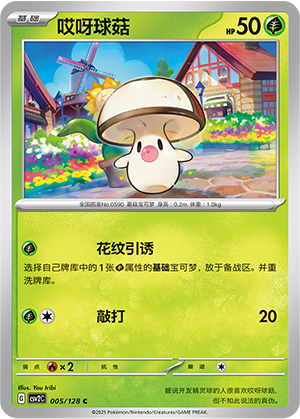 基础
哎呀球菇
HP 50
全国图鉴No.0590 蘑菇宝可梦 身高：0.2m 体重：1.0kg
花纹引诱
选择自己牌库中的1张属性的基础宝可梦，放于备战区。并重
洗牌库。
敲打 20
弱点 ×2 抗性 撤退
Illus. You Iribi
G CSV2C 005/128 C
据说开发精灵球的人很喜欢哎呀球菇，
但不知此说法的真伪。
©2025 Pokémon/Nintendo/Creatures/GAME FREAK.